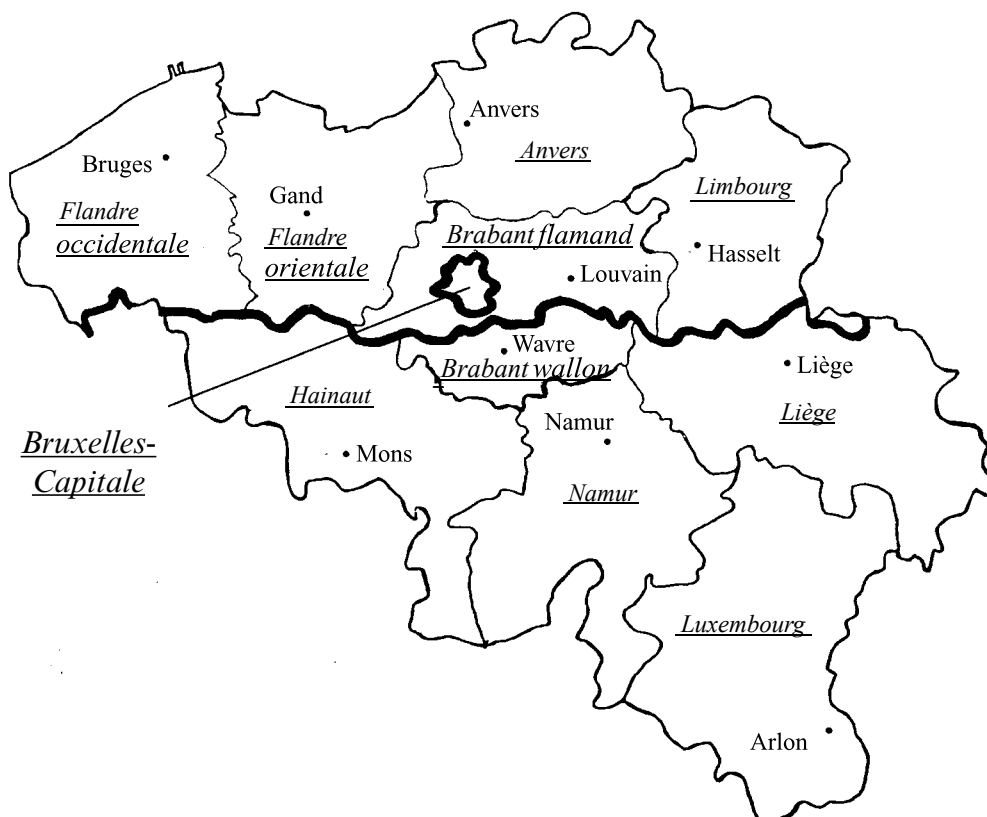 Anvers
Anvers
Bruges
Flandre
occidentale
Gand
Flandre
orientale
Limbourg
Hasselt
Brabant flamand
Louvain
Wavre
Brabant wallon
Liège
Liège
Hainaut
Mons
Bruxelles-
Capitale
Namur
Namur
Luxembourg
Arlon